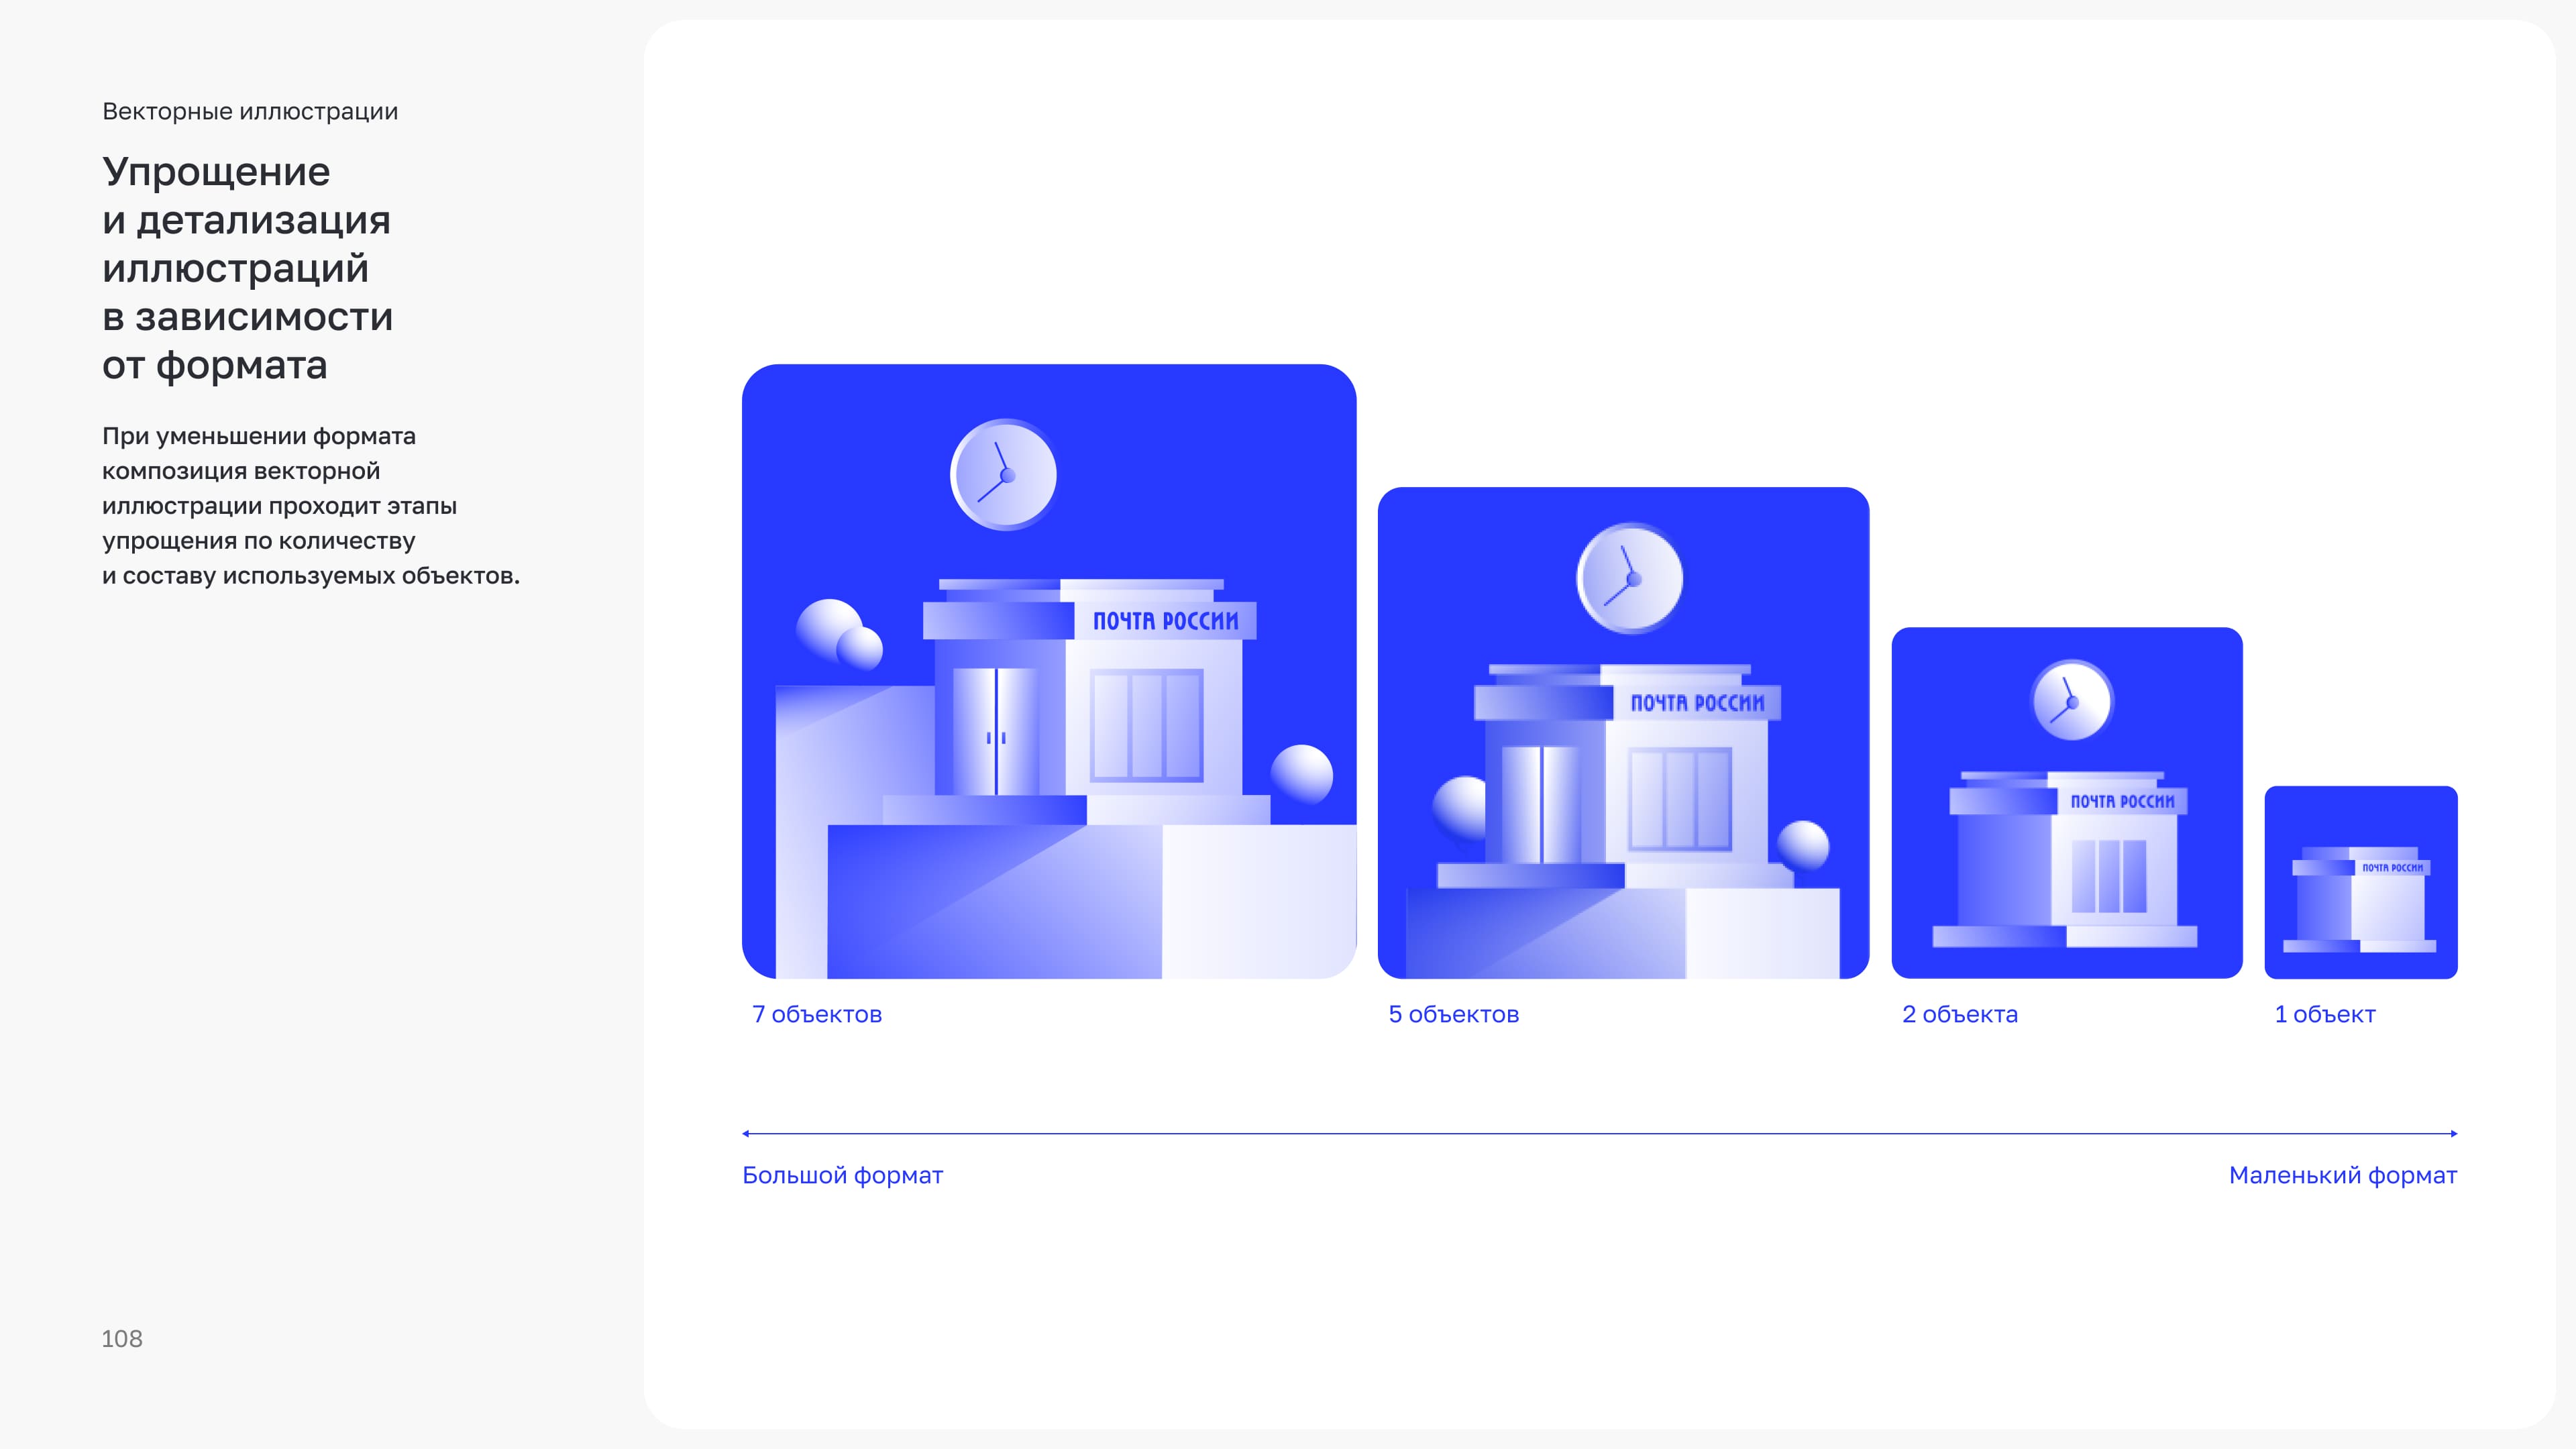 Векторные иллюстрации
Упрощение
и детализация
иллюстраций
в зависимости
от формата
При уменьшении формата
композиция векторной
иллюстрации проходит этапы
упрощения по количеству
и составу используемых объектов.
ПОЧТА РОССИИ
ПОЧТА РОССИИ
ПОЧТА РОССИИ
ПОЧТА РОССИИ
7 объектов
5 объектов
2 объекта
1 объект
Большой формат
Маленький формат
108